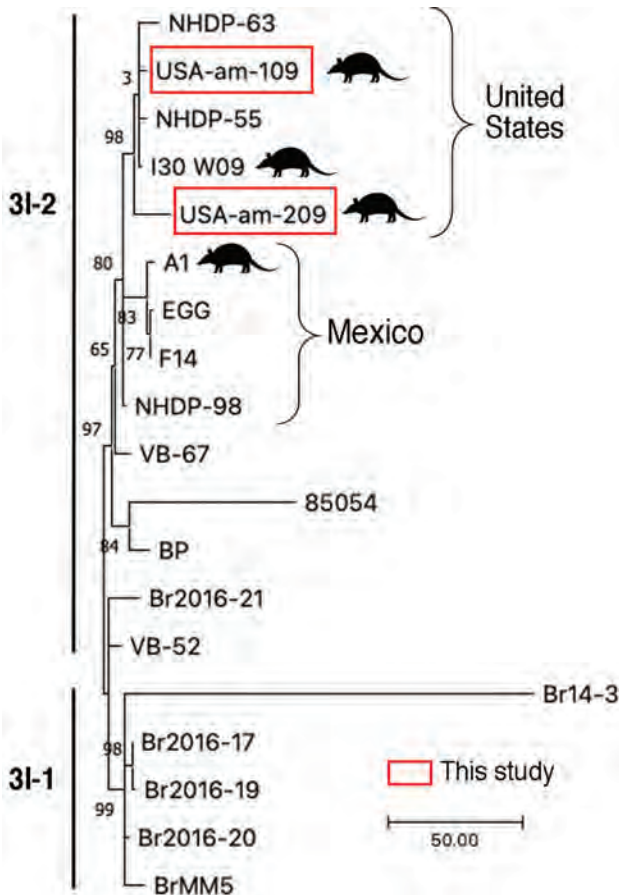 NHDP-63
USA-am-109
3
United
States
NHDP-55
98
I30 W09
3I-2
USA-am-209
A1
80
EGG
83
Mexico
65
77
F14
NHDP-98
97
VB-67
85054
84
BP
Br2016-21
VB-52
Br14-3
98
Br2016-17
3I-1
This study
Br2016-19
99
Br2016-20
50.00
BrMM5